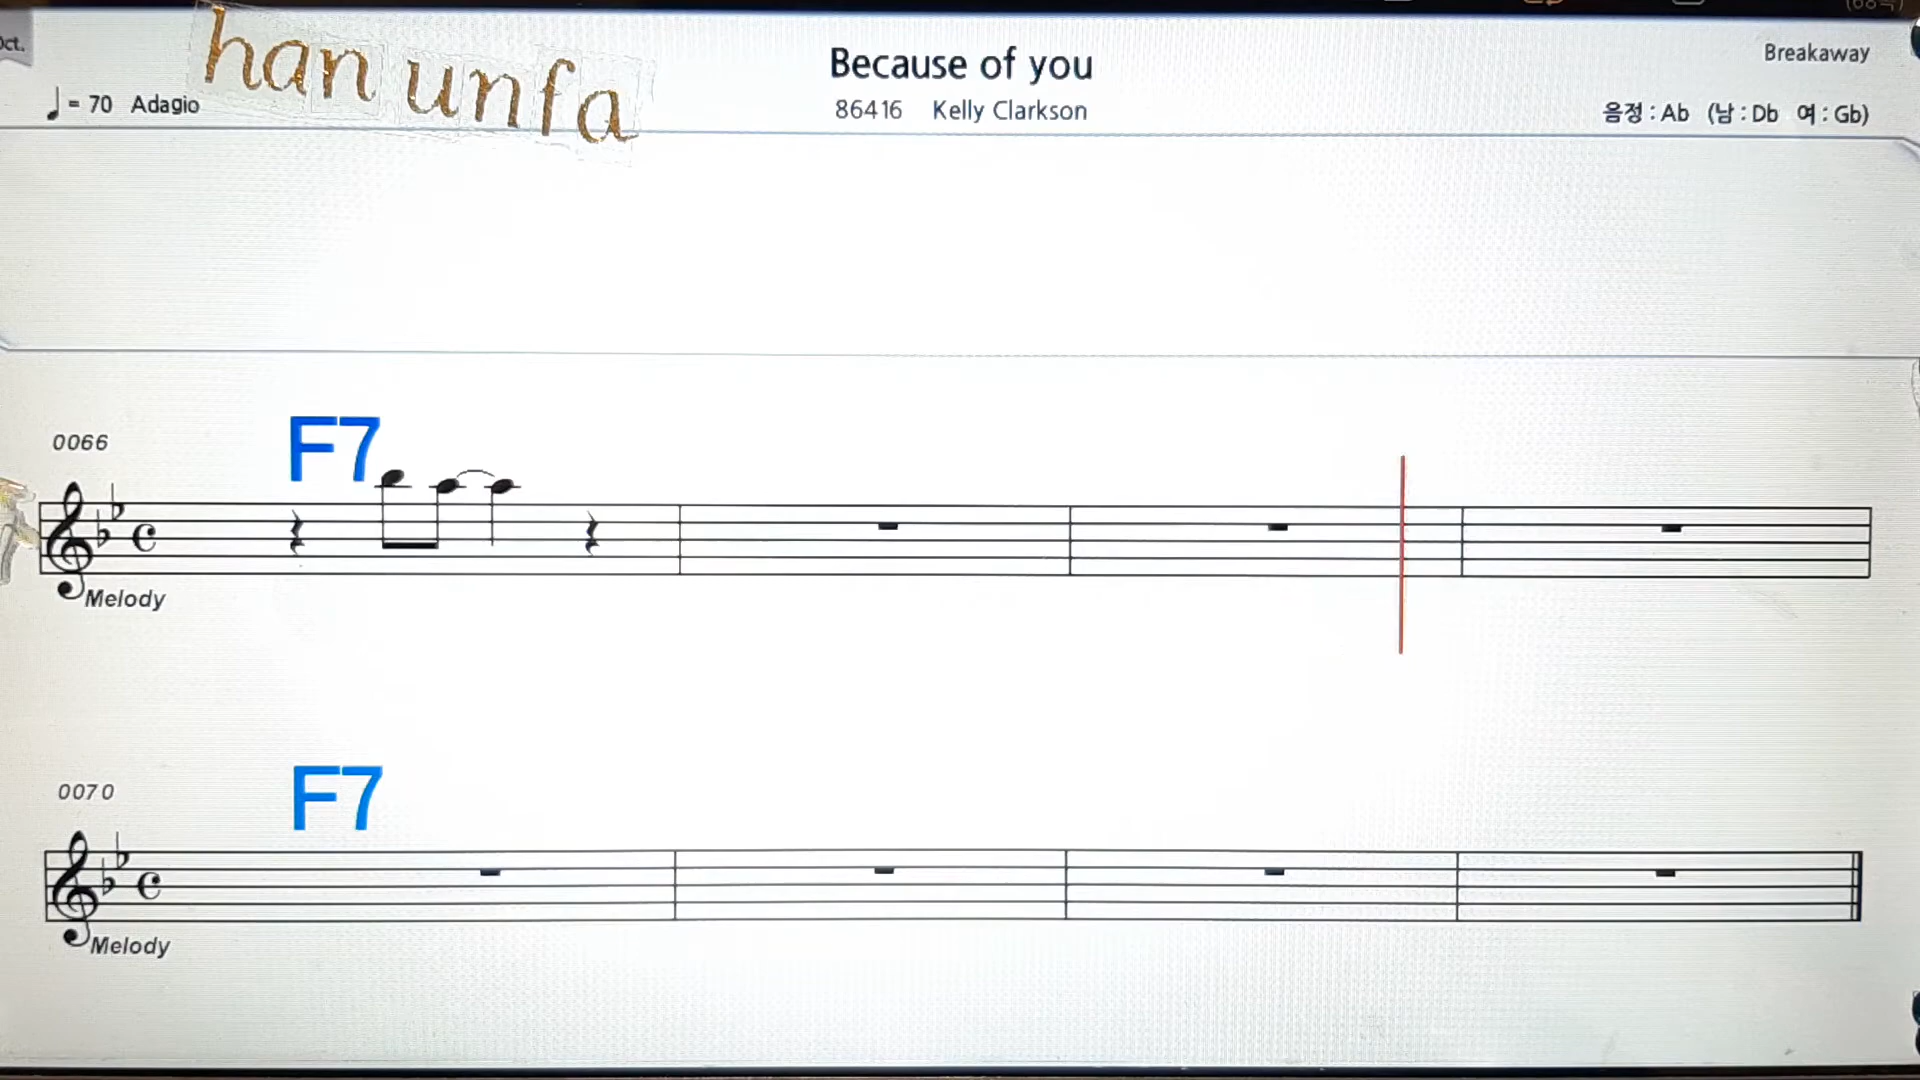 Oct.
han unfa
Because of you
Breakaway
♩ = 70 Adagio
86416 Kelly Clarkson
음정 : Ab (남 : Db 여 : Gb)
0066
F7
Melody
0070
F7
Melody